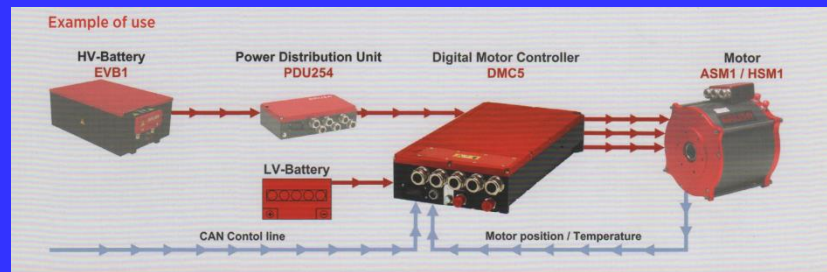 Example of use
HV-Battery
EVB1
Power Distribution Unit
PDU254
Digital Motor Controller
DMC5
Motor
ASM1 / HSM1
LV-Battery
CAN Contol line
Motor position / Temperature